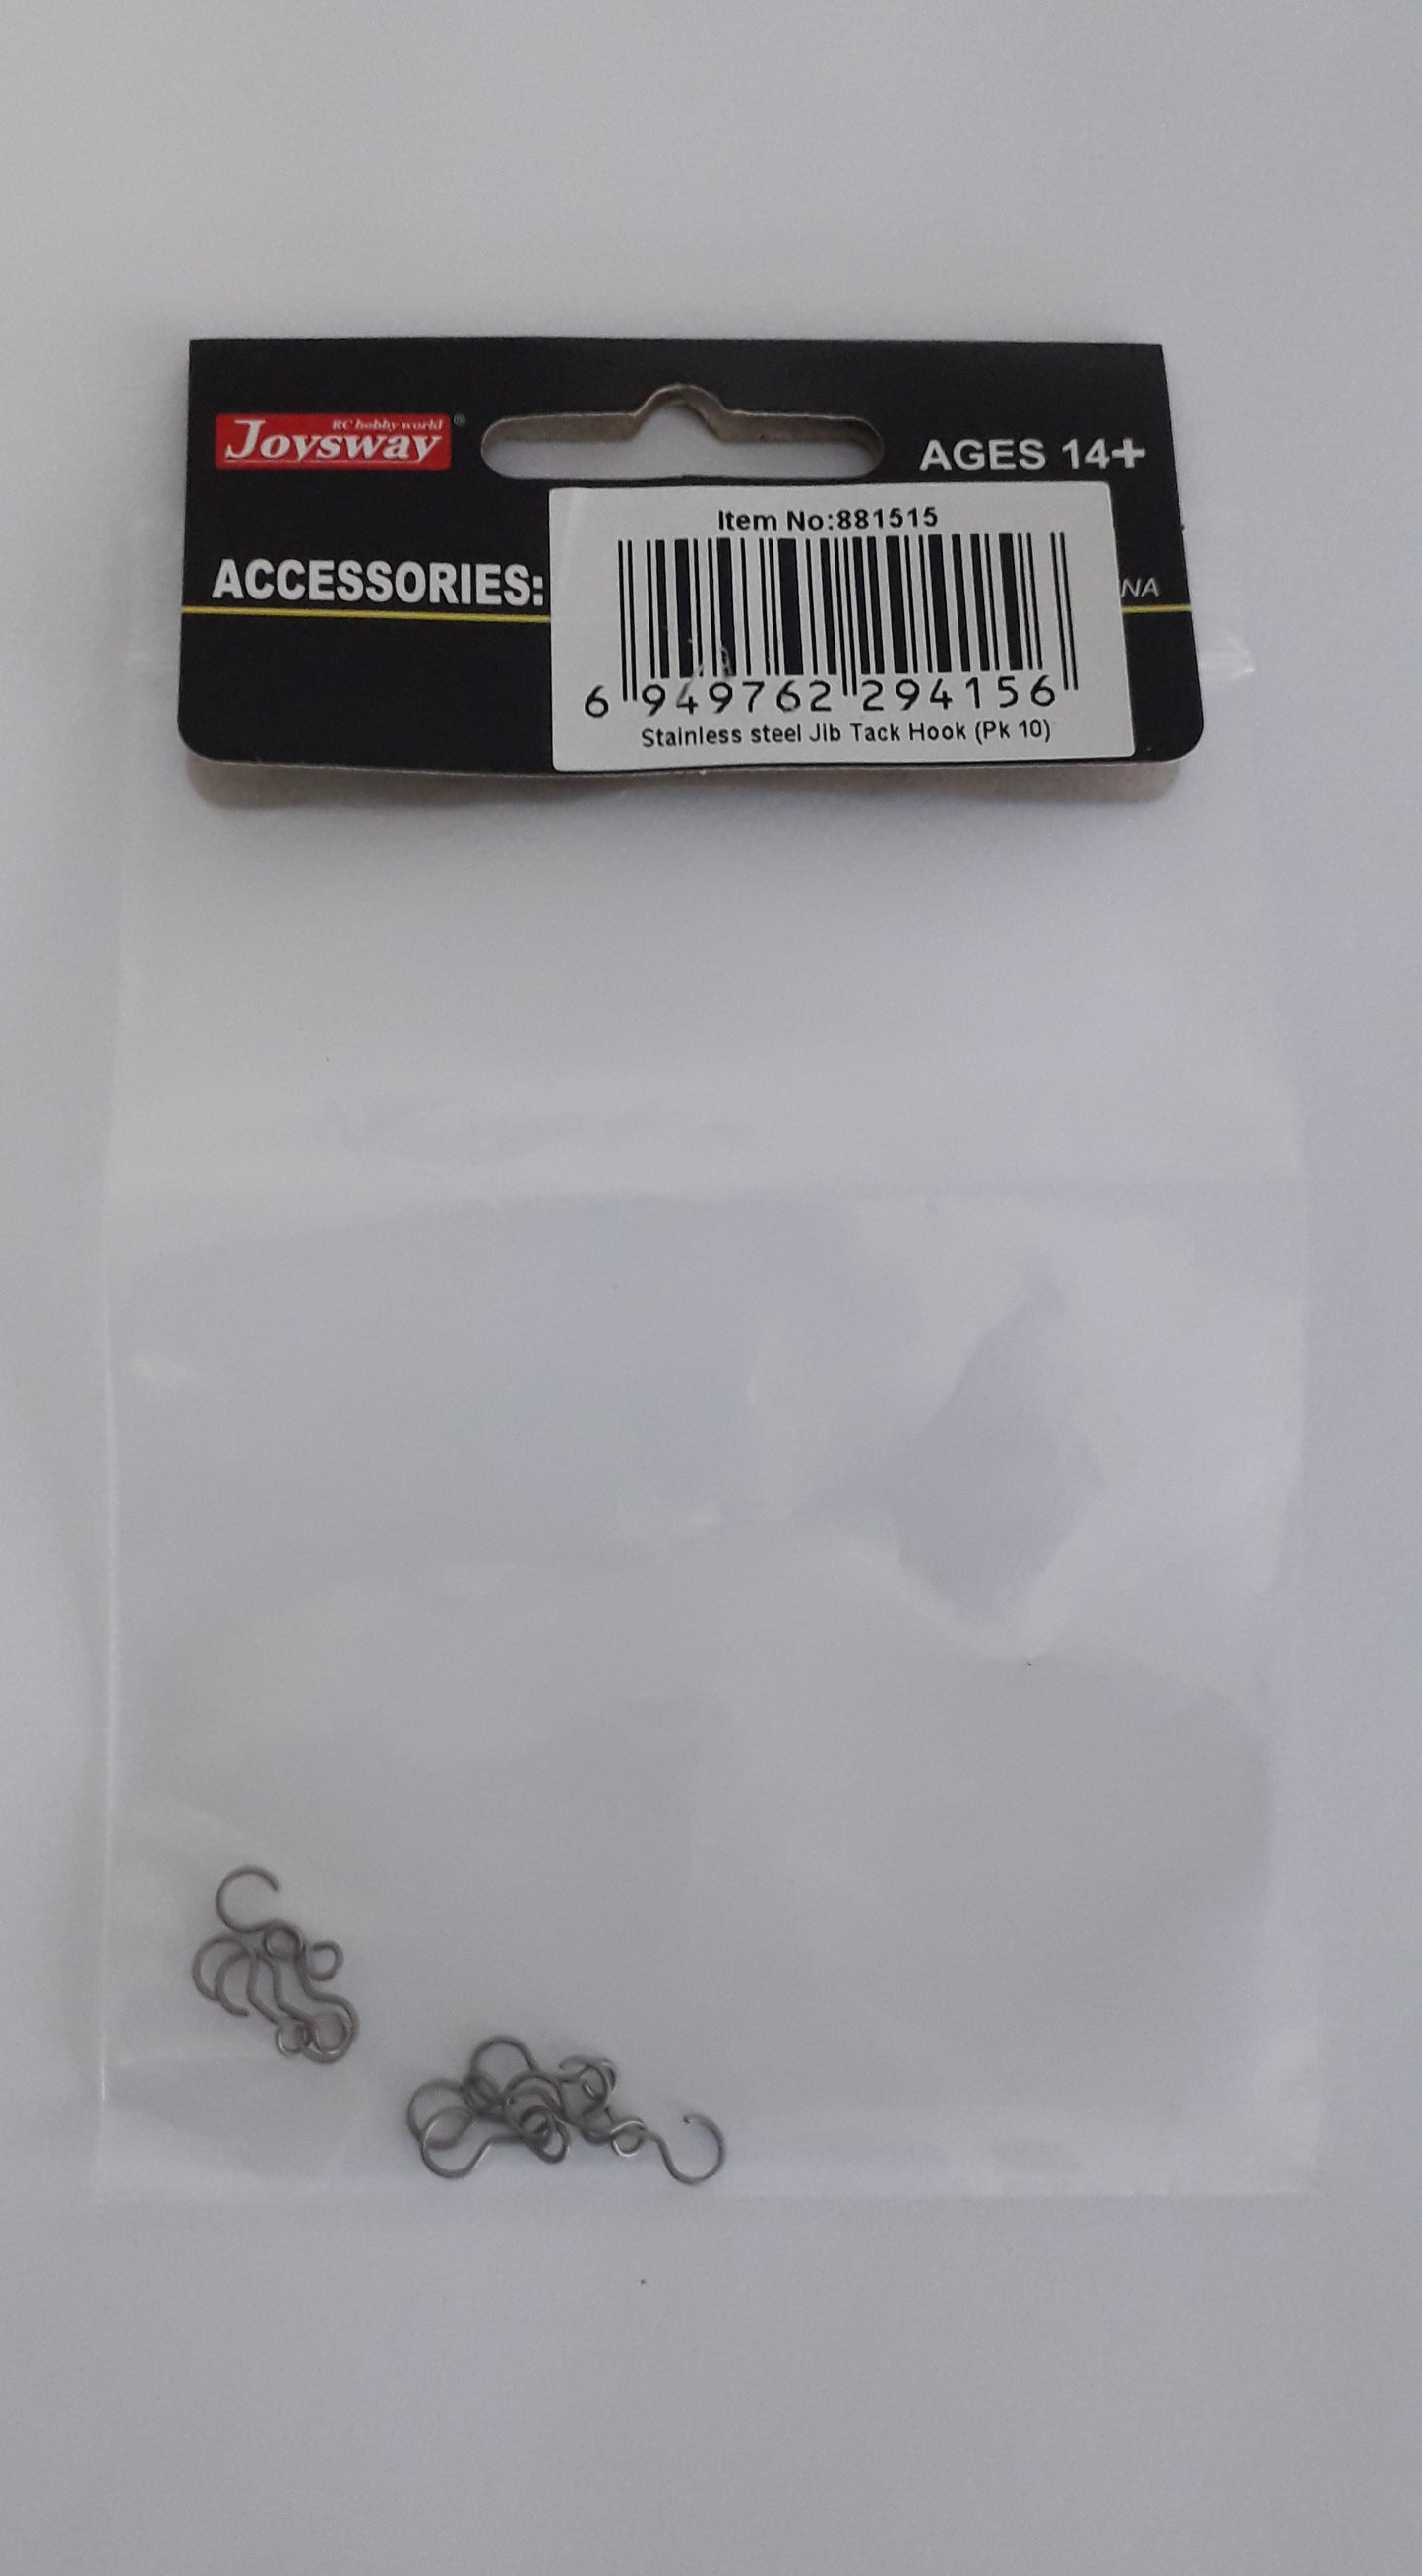 RC hobby world
Joysway®
AGES 14+
ACCESSORIES:
Item No:881515
6 949762 294156
Stainless steel Jib Tack Hook (Pk 10)
NA